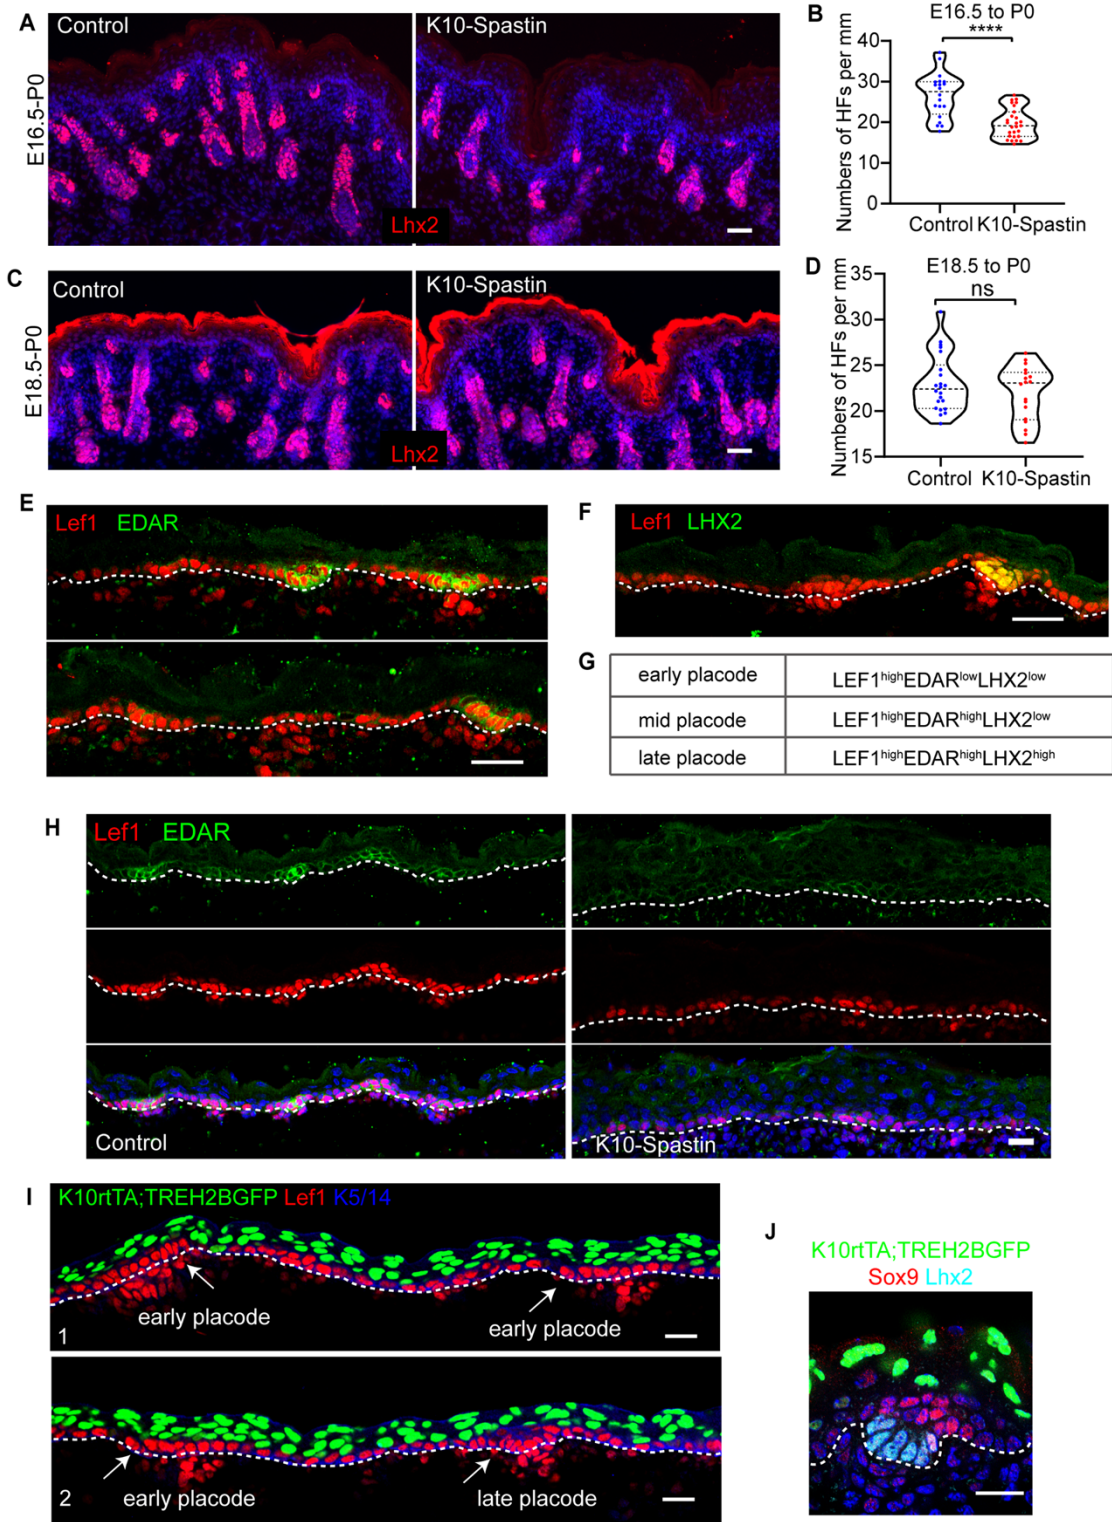 A
Control
K10-Spastin
E16.5-P0
Lhx2
B
E16.5 to P0
****
Numbers of HFs per mm
40
30
20
10
0
Control K10-Spastin
C
Control
K10-Spastin
E18.5-P0
Lhx2
D
E18.5 to P0
ns
Numbers of HFs per mm
35
30
25
20
15
Control K10-Spastin
E
Lef1 EDAR
F
Lef1 LHX2
G
early placode LEF1highEDARlowLHX2low
mid placode LEF1highEDARhighLHX2low
late placode LEF1highEDARhighLHX2high
H
Lef1 EDAR
Control
K10-Spastin
I
K10rtTA;TREH2BGFP Lef1 K5/14
early placode
early placode
1
early placode
late placode
2
J
K10rtTA;TREH2BGFP
Sox9 Lhx2